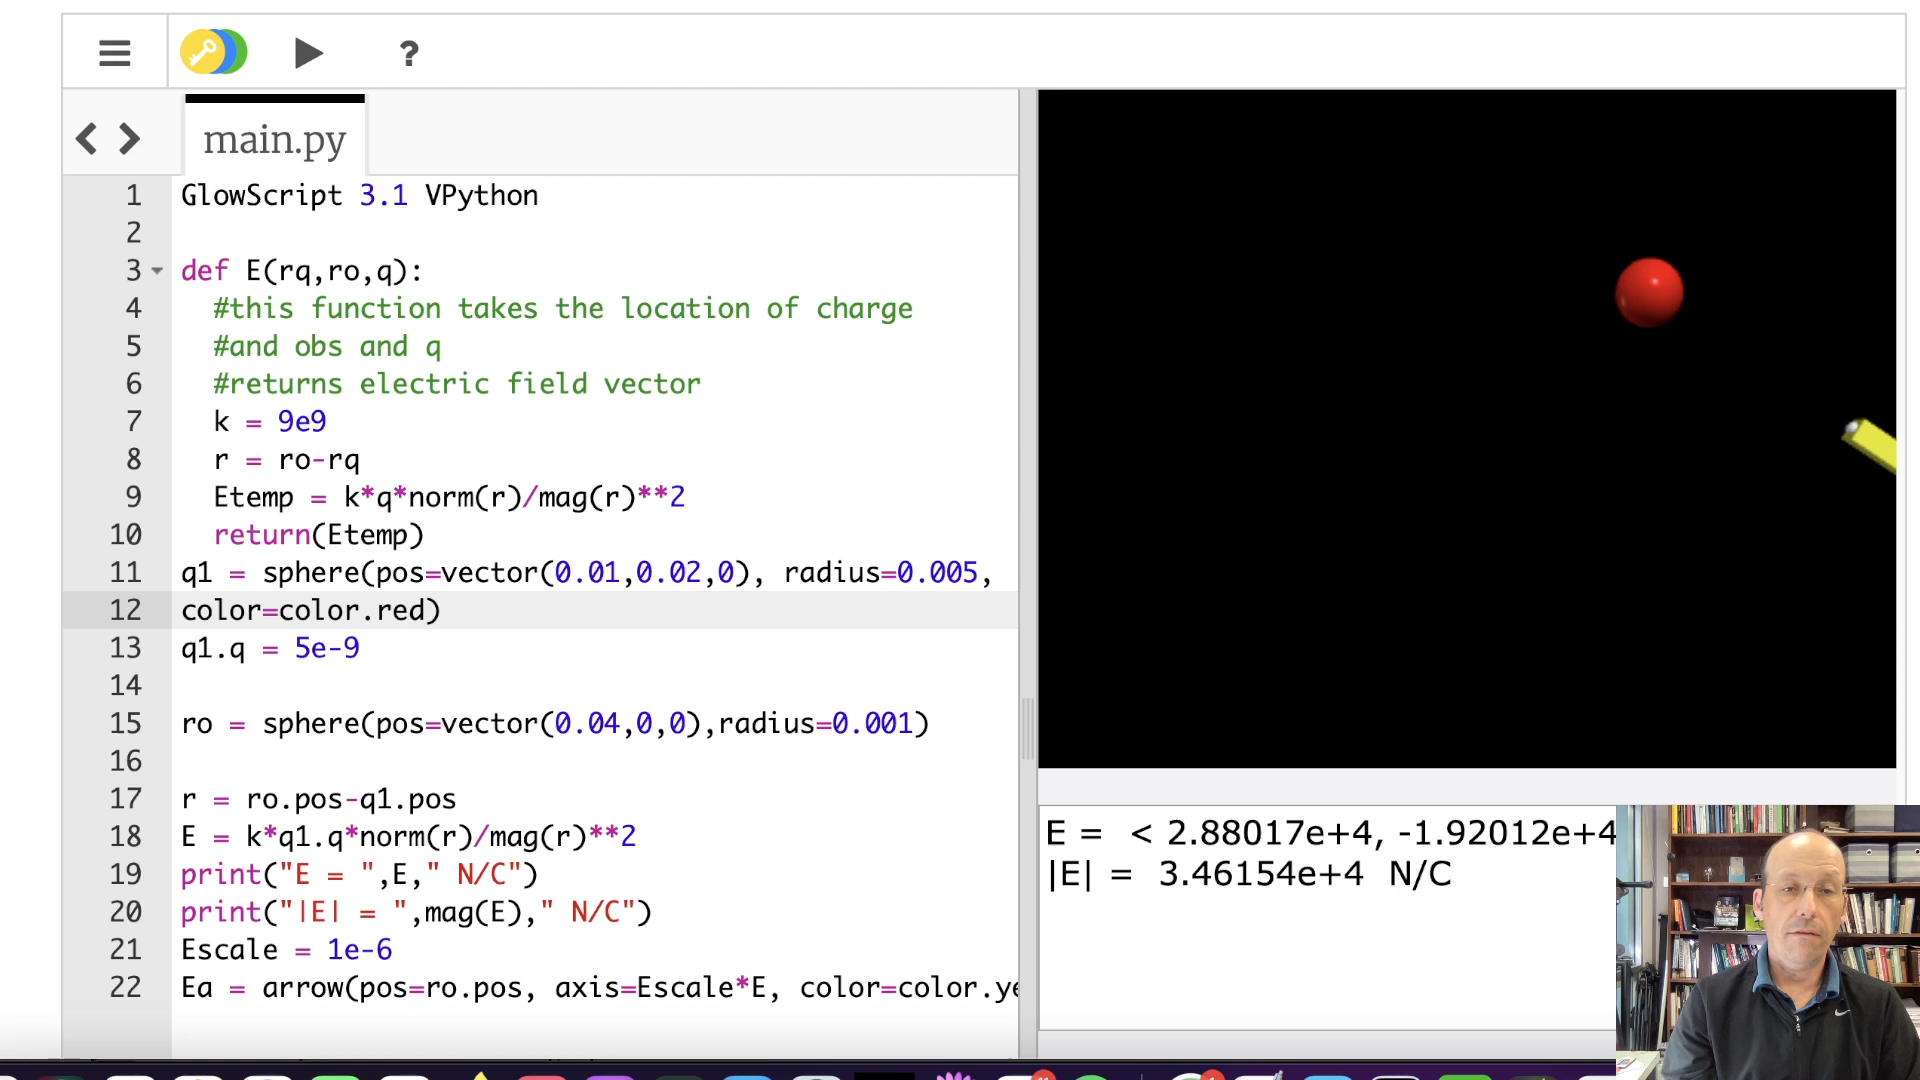 ?
main.py
1 GlowScript 3.1 VPython
2
3 def E(rq,ro,q):
4 #this function takes the location of charge
5 #and obs and q
6 #returns electric field vector
7 k = 9e9
8 r = ro-rq
9 Etemp = k*q*norm(r)/mag(r)**2
10 return(Etemp)
11 q1 = sphere(pos=vector(0.01,0.02,0), radius=0.005,
12 color=color.red)
13 q1.q = 5e-9
14
15 ro = sphere(pos=vector(0.04,0,0),radius=0.001)
16
17 r = ro.pos-q1.pos
18 E = k*q1.q*norm(r)/mag(r)**2
19 print("E = ",E," N/C")
20 print("|E| = ",mag(E)," N/C")
21 Escale = 1e-6
22 Ea = arrow(pos=ro.pos, axis=Escale*E, color=color.ye
E = < 2.88017e+4, -1.92012e+4
|E| = 3.46154e+4 N/C